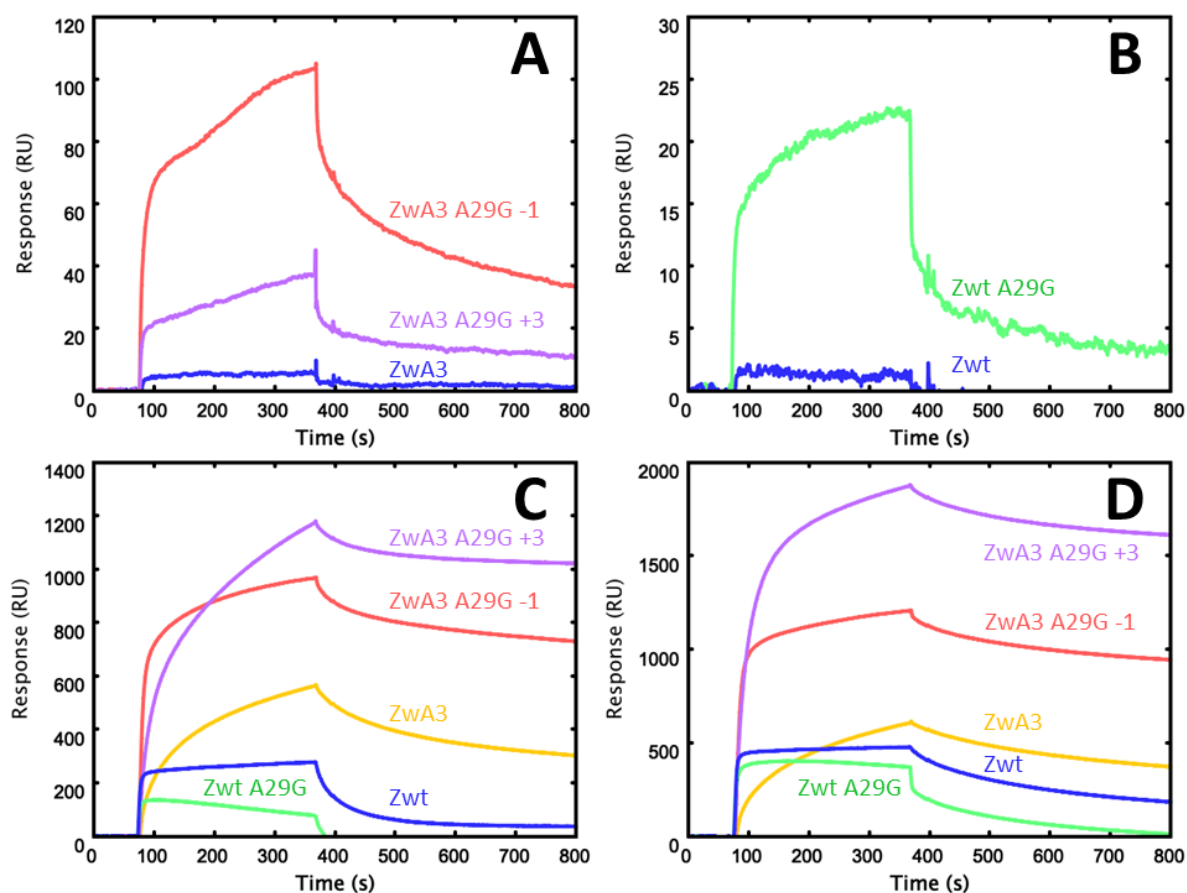 A
Response (RU)
120
100
80
60
40
20
0
ZwA3 A29G -1
ZwA3 A29G +3
ZwA3
0 100 200 300 400 500 600 700 800
Time (s)
B
Response (RU)
30
25
20
15
10
5
0
Zwt A29G
Zwt
0 100 200 300 400 500 600 700 800
Time (s)
C
Response (RU)
1400
1200
1000
800
600
400
200
0
ZwA3 A29G +3
ZwA3 A29G -1
ZwA3
Zwt A29G
Zwt
0 100 200 300 400 500 600 700 800
Time (s)
D
Response (RU)
2000
1500
1000
500
0
ZwA3 A29G +3
ZwA3 A29G -1
ZwA3
Zwt
Zwt A29G
0 100 200 300 400 500 600 700 800
Time (s)